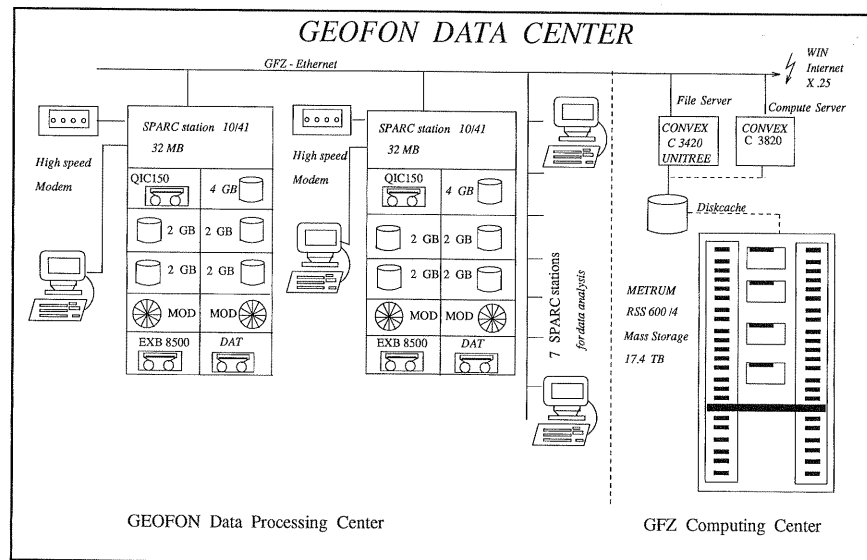 GEOFON DATA CENTER
GFZ - Ethernet
WIN
Internet
X .25
SPARC station 10/41
32 MB
High speed
Modem
QIC150
4 GB
2 GB
2 GB
2 GB
2 GB
MOD
MOD
EXB 8500
DAT
SPARC station 10/41
32 MB
High speed
Modem
QIC150
4 GB
2 GB
2 GB
2 GB
2 GB
MOD
MOD
EXB 8500
DAT
7 SPARC stations
for data analysis
File Server
Compute Server
CONVEX
C 3420
UNITREE
CONVEX
C 3820
Diskcache
METRUM
RSS 600 /4
Mass Storage
17.4 TB
GEOFON Data Processing Center
GFZ Computing Center